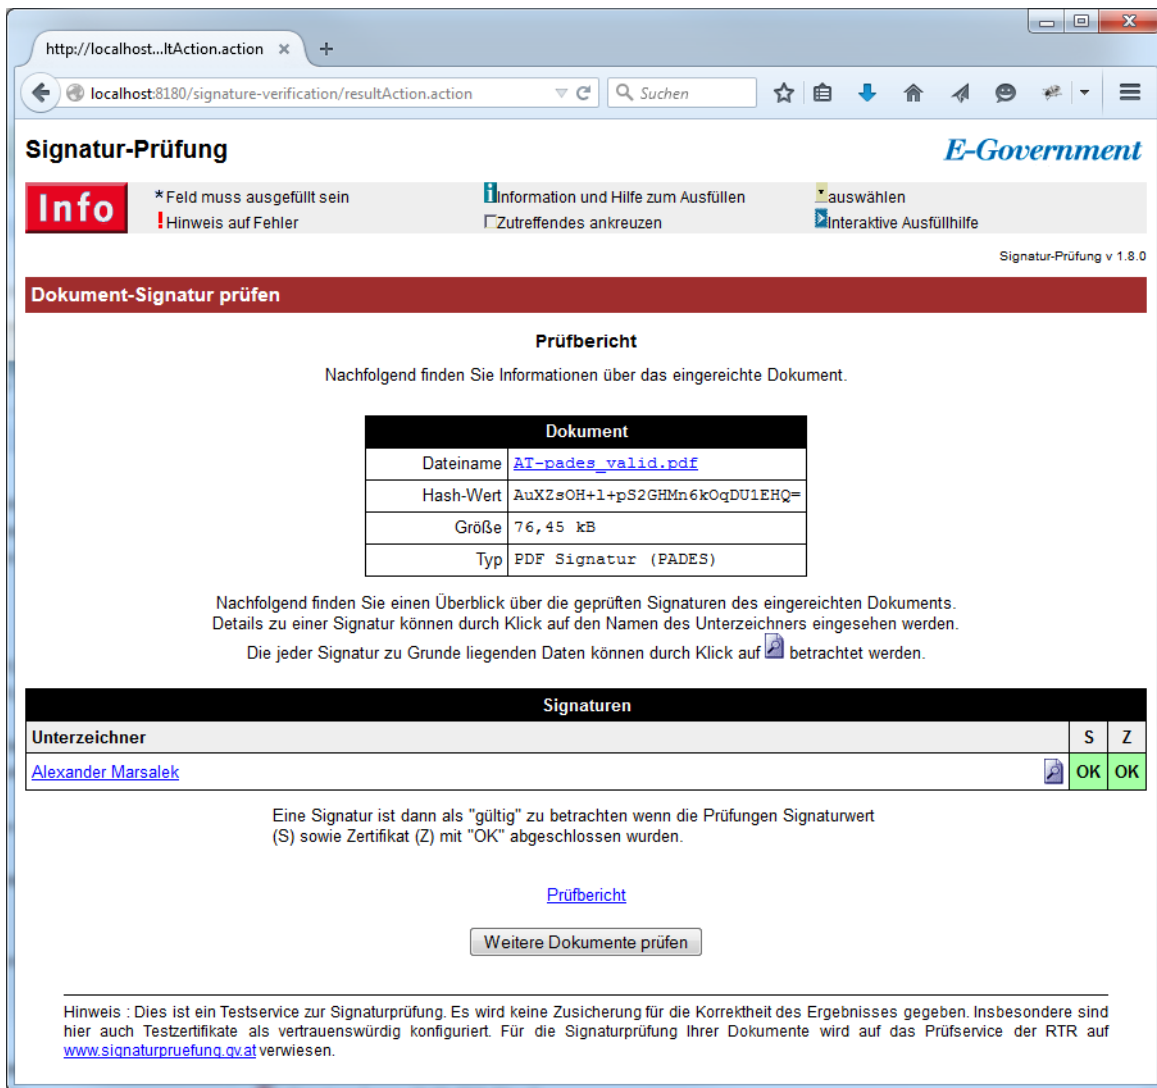 http://localhost...ltAction.action
localhost:8180/signature-verification/resultAction.action
Suchen
Signatur-Prüfung
E-Government
Info
*Feld muss ausgefüllt sein
Information und Hilfe zum Ausfüllen
auswählen
!Hinweis auf Fehler
Zutreffendes ankreuzen
Interaktive Ausfüllhilfe
Signatur-Prüfung v 1.8.0
Dokument-Signatur prüfen
Prüfbericht
Nachfolgend finden Sie Informationen über das eingereichte Dokument.
Dokument
Dateiname AT-pades_valid.pdf
Hash-Wert AuXZsOH+l+pS2GHMn6kOqDU1EHQ=
Größe 76,45 kB
Typ PDF Signatur (PADES)
Nachfolgend finden Sie einen Überblick über die geprüften Signaturen des eingereichten Dokuments.
Details zu einer Signatur können durch Klick auf den Namen des Unterzeichners eingesehen werden.
Die jeder Signatur zu Grunde liegenden Daten können durch Klick auf betrachtet werden.
Signaturen
Unterzeichner S Z
Alexander Marsalek OK OK
Eine Signatur ist dann als "gültig" zu betrachten wenn die Prüfungen Signaturwert
(S) sowie Zertifikat (Z) mit "OK" abgeschlossen wurden.
Prüfbericht
Weitere Dokumente prüfen
Hinweis : Dies ist ein Testservice zur Signaturprüfung. Es wird keine Zusicherung für die Korrektheit des Ergebnisses gegeben. Insbesondere sind
hier auch Testzertifikate als vertrauenswürdig konfiguriert. Für die Signaturprüfung Ihrer Dokumente wird auf das Prüfservice der RTR auf
www.signaturpruefung.gv.at verwiesen.